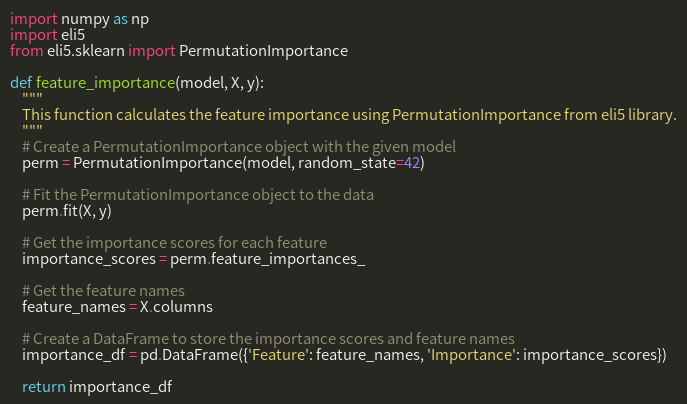 import numpy as np
import eli5
from eli5.sklearn import PermutationImportance
def feature_importance(model, X, y):
"""
This function calculates the feature importance using PermutationImportance from eli5 library.
"""
# Create a PermutationImportance object with the given model
perm = PermutationImportance(model, random_state=42)
# Fit the PermutationImportance object to the data
perm.fit(X, y)
# Get the importance scores for each feature
importance_scores = perm.feature_importances_
# Get the feature names
feature_names = X.columns
# Create a DataFrame to store the importance scores and feature names
importance_df = pd.DataFrame({'Feature': feature_names, 'Importance': importance_scores})
return importance_df